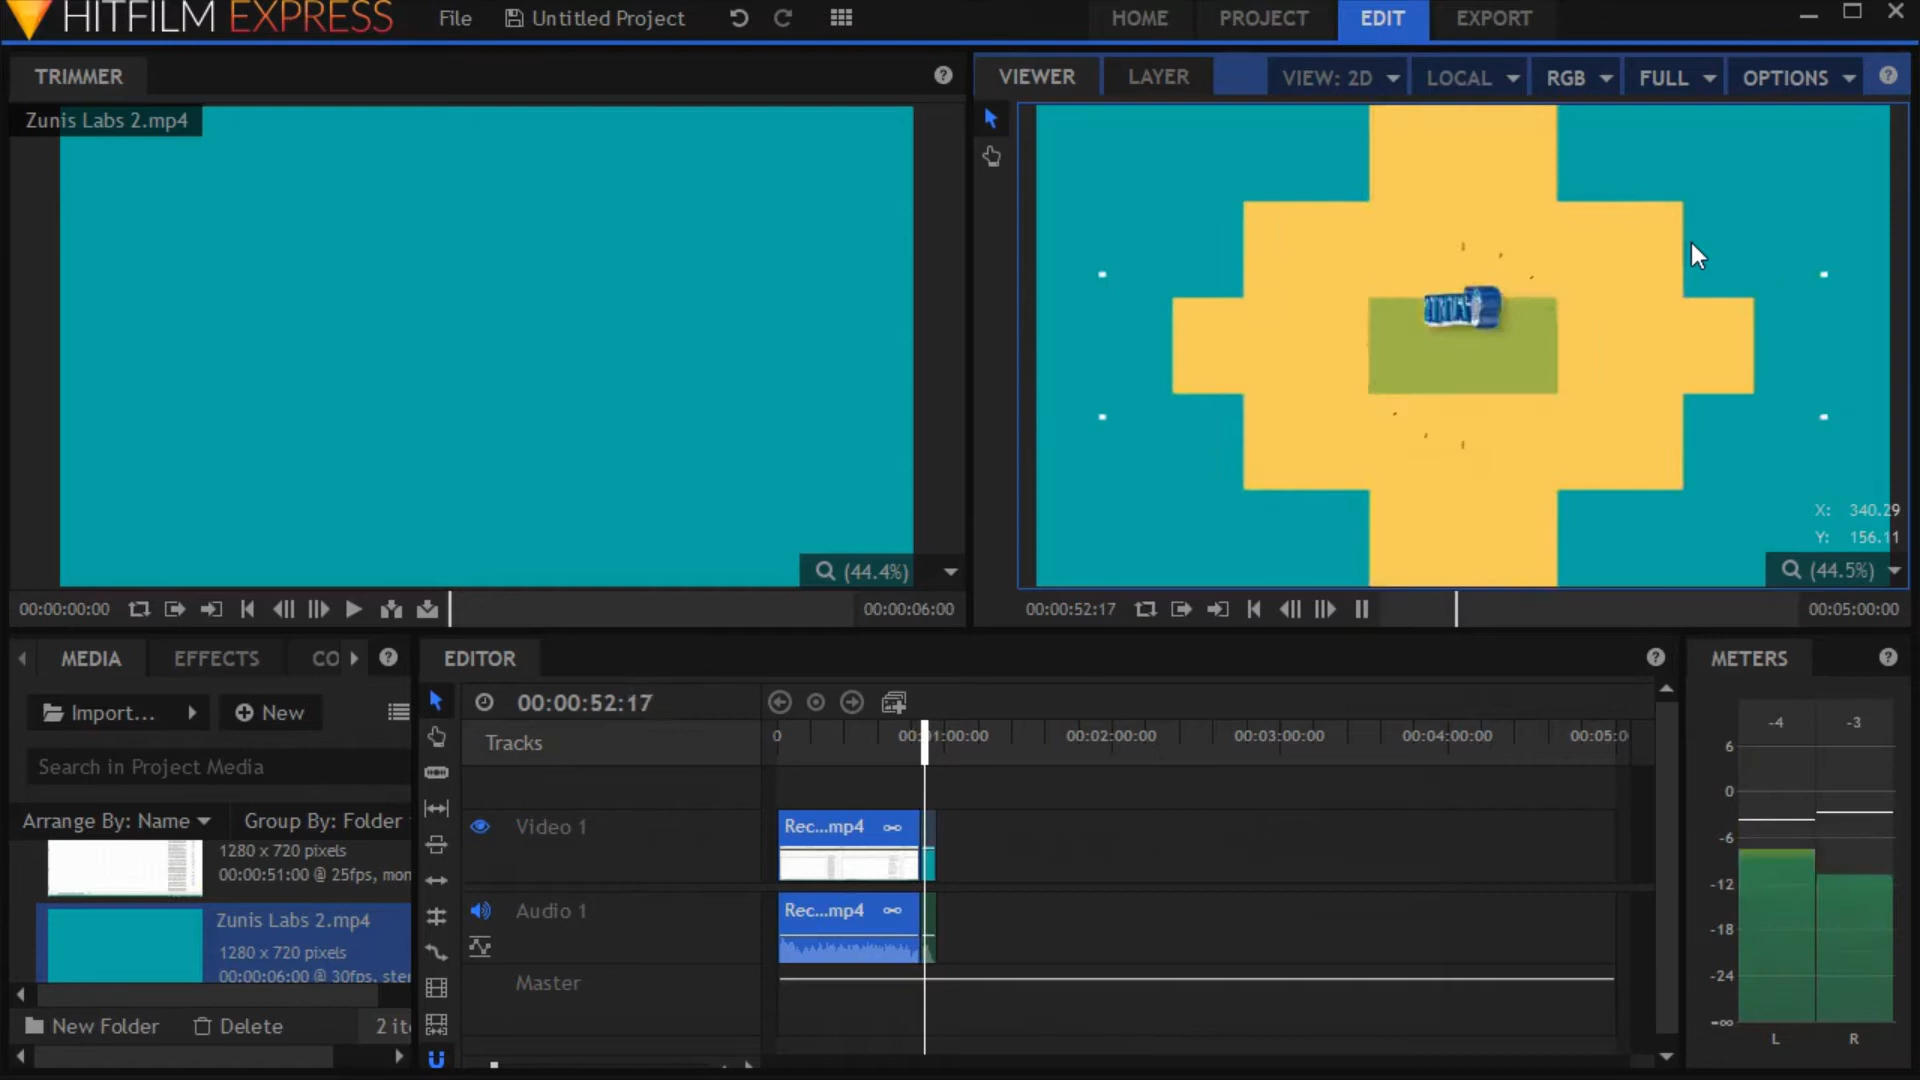 HITFILM EXPRESS File Untitled Project HOME PROJECT EDIT EXPORT
TRIMMER
VIEWER LAYER VIEW: 2D LOCAL RGB FULL OPTIONS
Zunis Labs 2.mp4
X: 340.29
Y: 156.11
(44.4%)
(44.5%)
00:00:00:00 00:00:06:00
00:00:52:17 00:05:00:00
MEDIA EFFECTS CO
EDITOR
METERS
Import... New
00:00:52:17
-4 -3
Tracks
0 00:01:00:00 00:02:00:00 00:03:00:00 00:04:00:00 00:05:0
Search in Project Media
Arrange By: Name Group By: Folder
1280 x 720 pixels
00:00:51:00 @ 25fps, mon
Zunis Labs 2.mp4
1280 x 720 pixels
00:00:06:00 @ 30fps, ster
New Folder Delete 2 ite
Video 1
Rec...mp4
Audio 1
Rec...mp4
Master
6
0
-6
-12
-18
-24
-∞
L R